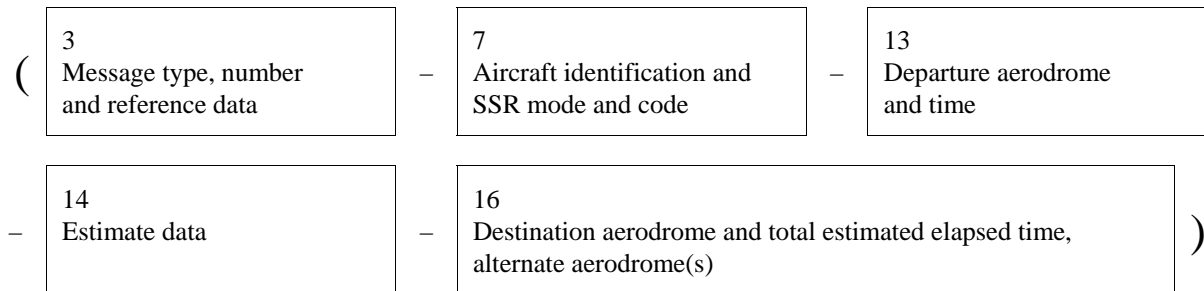 ( 3 – 7 – 13
Message type, number Aircraft identification and Departure aerodrome
and reference data SSR mode and code and time
– 14 – 16 )
Estimate data Destination aerodrome and total estimated elapsed time,
alternate aerodrome(s)